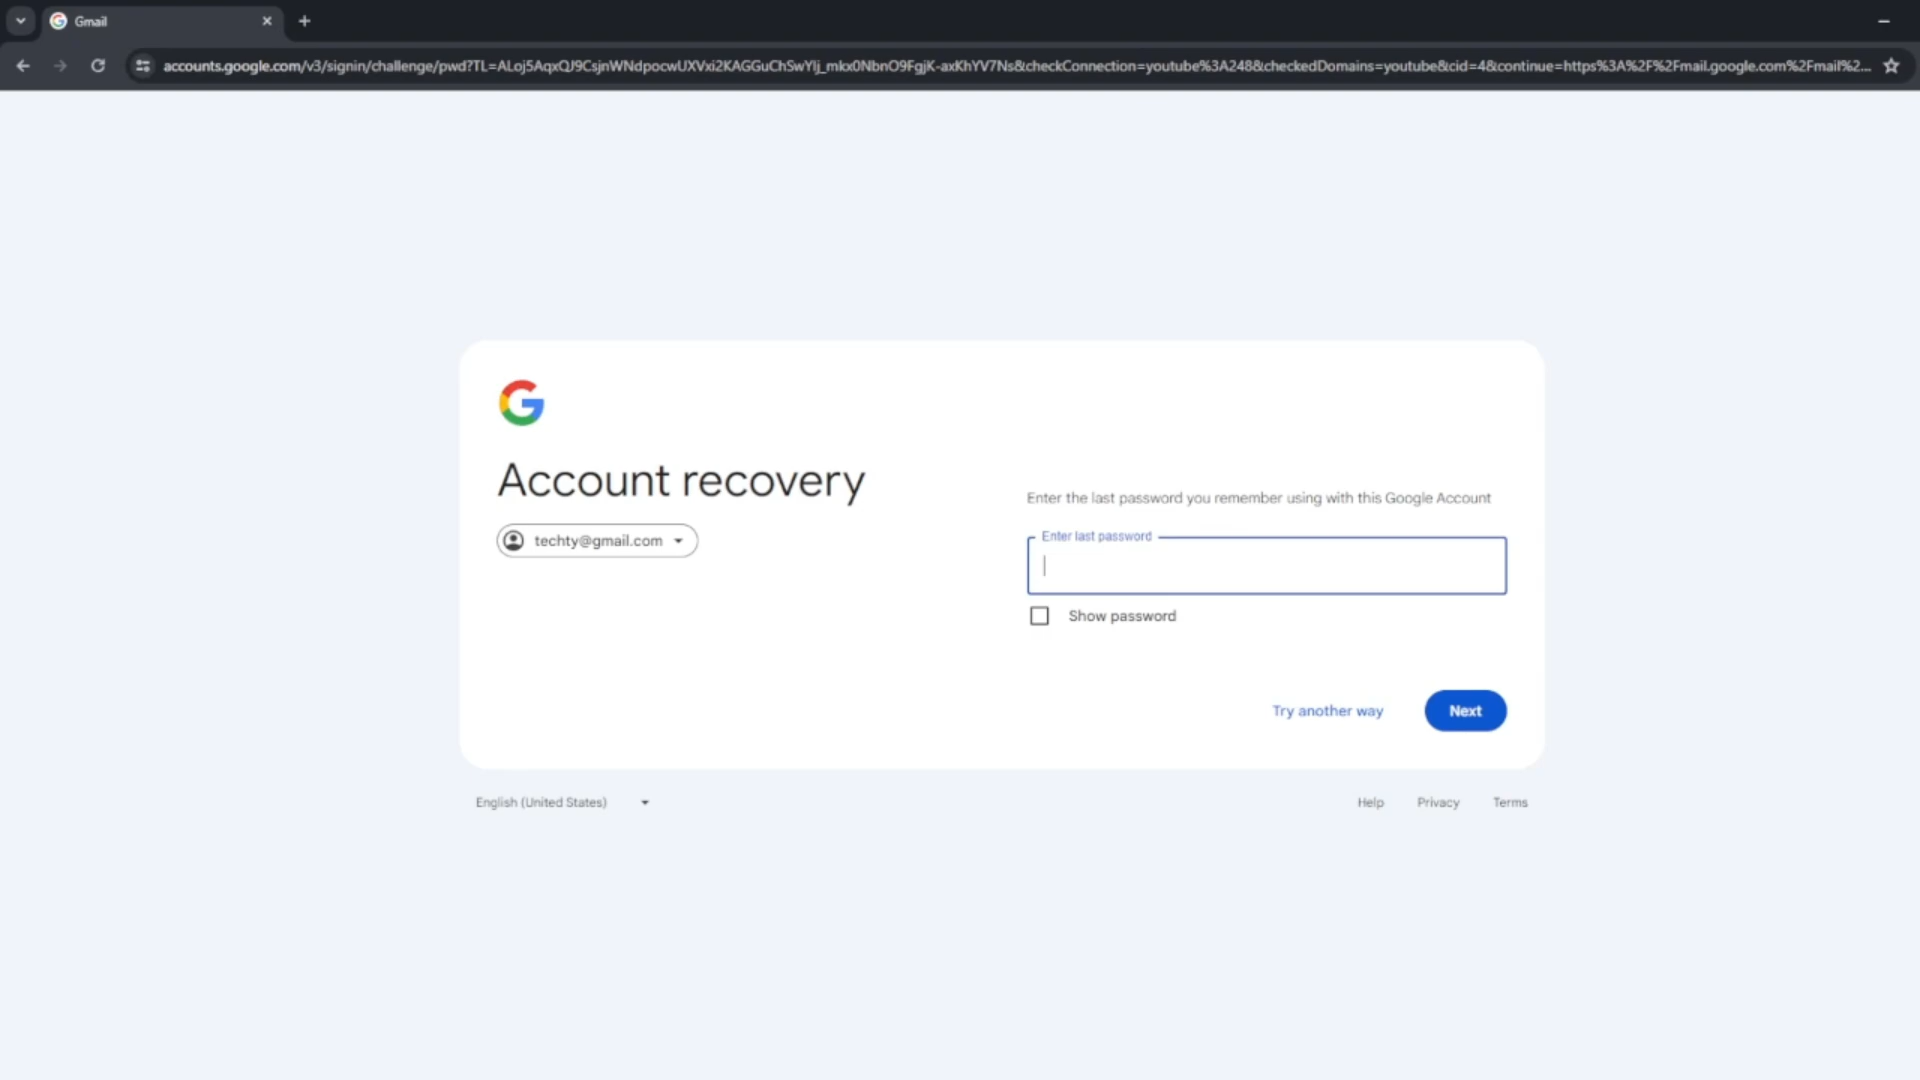 Gmail
accounts.google.com/v3/signin/challenge/pwd?TL=ALoj5AqxQJ9CsjnWNdpocwUXVxi2KAGGuChSwYlj_mkx0NbnO9FgjK-axKhYV7Ns&checkConnection=youtube%3A248&checkedDomains=youtube&cid=4&continue=https%3A%2F%2Fmail.google.com%2Fmail%2...
Account recovery
techty@gmail.com
Enter the last password you remember using with this Google Account
Enter last password
Show password
Try another way
Next
English (United States)
Help Privacy Terms